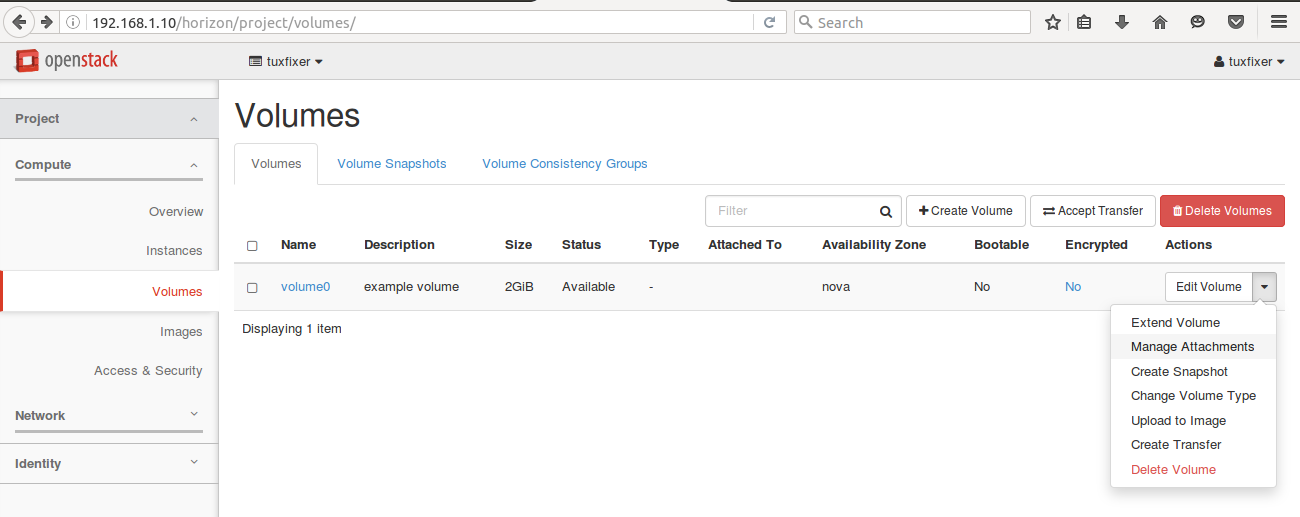 192.168.1.10/horizon/project/volumes/
Search
openstack
tuxfixer
tuxfixer
Project
Compute
Overview
Instances
Volumes
Images
Access & Security
Network
Identity
Volumes
Volumes Volume Snapshots Volume Consistency Groups
Filter Create Volume Accept Transfer Delete Volumes
Name Description Size Status Type Attached To Availability Zone Bootable Encrypted Actions
volume0 example volume 2GiB Available - nova No No Edit Volume
Displaying 1 item
Extend Volume
Manage Attachments
Create Snapshot
Change Volume Type
Upload to Image
Create Transfer
Delete Volume